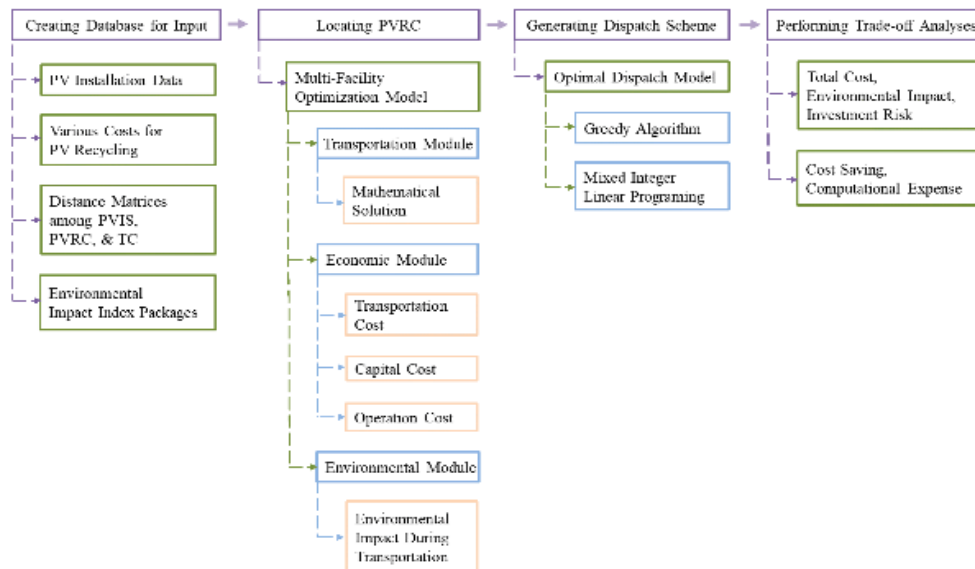 Creating Database for Input
PV Installation Data
Various Costs for
PV Recycling
Distance Matrices
among PVIS,
PVRC, & TC
Environmental
Impact Index Packages
Locating PVRC
Multi-Facility
Optimization Model
Transportation Module
Mathematical
Solution
Economic Module
Transportation
Cost
Capital Cost
Operation Cost
Environmental Module
Environmental
Impact During
Transportation
Generating Dispatch Scheme
Optimal Dispatch Model
Greedy Algorithm
Mixed Integer
Linear Programing
Performing Trade-off Analyses
Total Cost,
Environmental Impact,
Investment Risk
Cost Saving,
Computational Expense